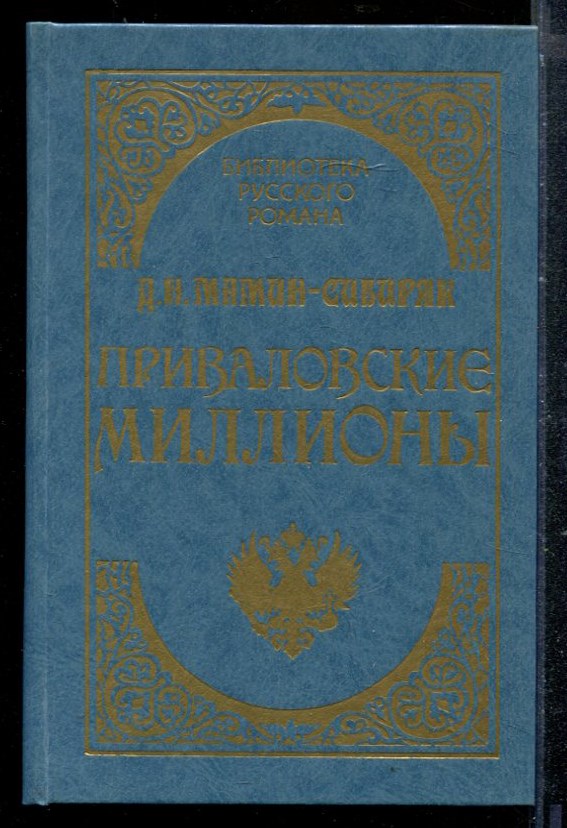 БИБЛИОТЕКА
РУССКОГО
РОМАНА
Д.Н. МАМИН-СИБИРЯК
ПРИВАЛОВСКИЕ
МИЛЛИОНЫ